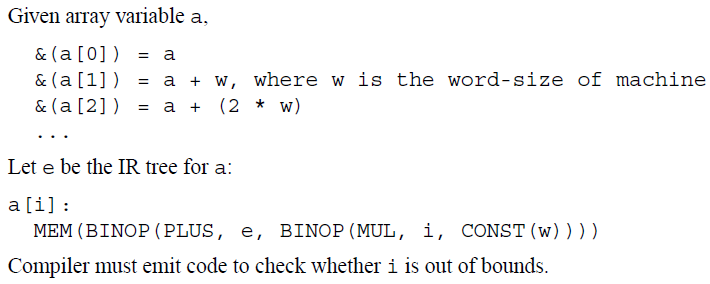 Given array variable a,
&(a[0]) = a
&(a[1]) = a + w, where w is the word-size of machine
&(a[2]) = a + (2 * w)
...
Let e be the IR tree for a:
a[i]:
MEM(BINOP(PLUS, e, BINOP(MUL, i, CONST(w))))
Compiler must emit code to check whether i is out of bounds.